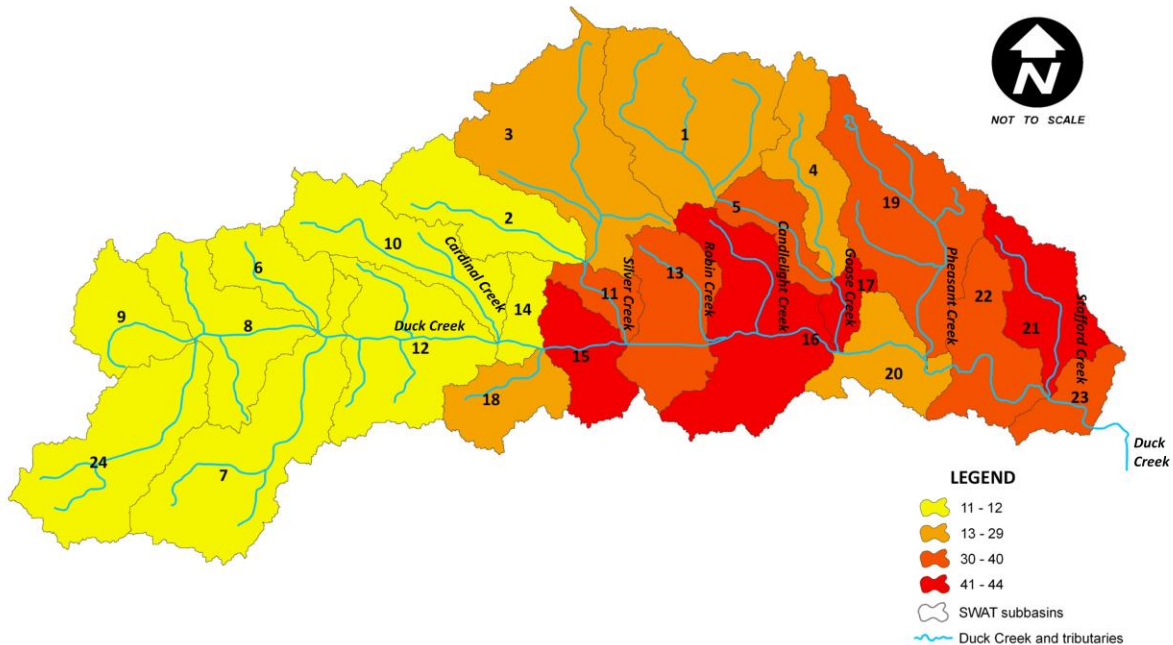 N
NOT TO SCALE
3
1
4
2
5
19
10
Cardinal Creek
6
9
8
Duck Creek
12
14
11
Silver Creek
13
Robin Creek
Candlelight Creek
Goose Creek
17
Pheasant Creek
22
21
Stafford Creek
15
16
20
18
23
24
7
Duck
Creek
LEGEND
11 - 12
13 - 29
30 - 40
41 - 44
SWAT subbasins
Duck Creek and tributaries